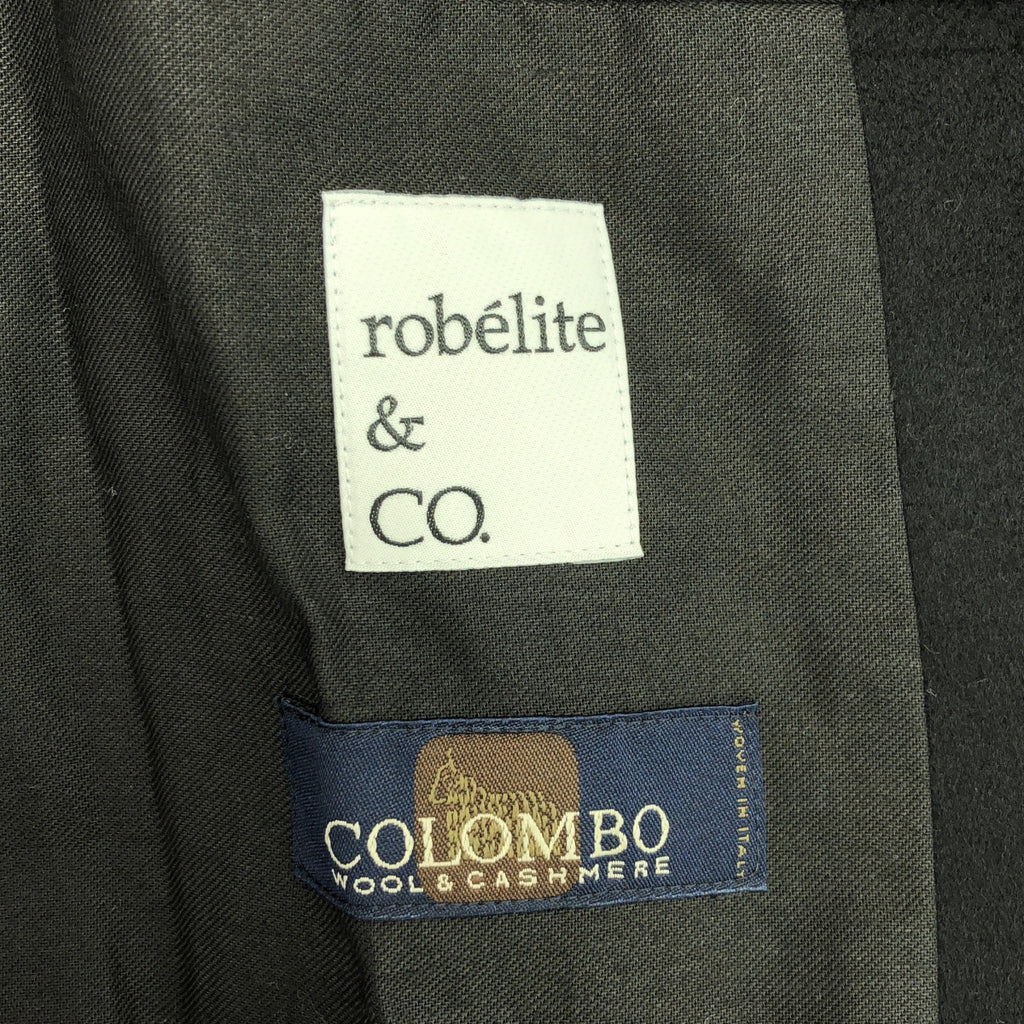 robélite
&
CO.
COLOMBO
WOOL & CASHMERE
WOVEN IN ITALY